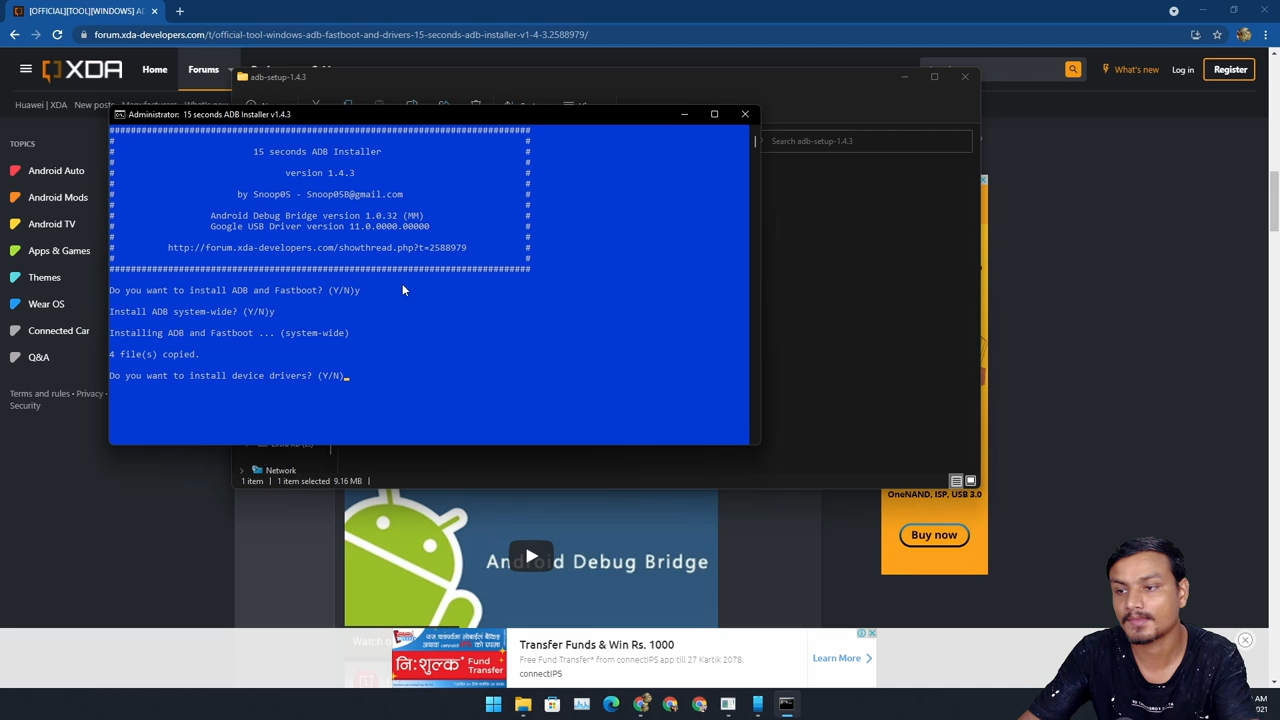 [OFFICIAL][TOOL][WINDOWS] AD
forum.xda-developers.com/t/official-tool-windows-adb-fastboot-and-drivers-15-seconds-adb-installer-v1-4-3.2588979/
XDA
Home
Forums
What's new
Log in
Register
Huawei | XDA
New posts
adb-setup-1.4.3
Search adb-setup-1.4.3
TOPICS
Android Auto
Android Mods
Android TV
Apps & Games
Themes
Wear OS
Connected Car
Q&A
Terms and rules
Privacy
Security
Administrator: 15 seconds ADB Installer v1.4.3
###############################################################################
# 15 seconds ADB Installer #
# version 1.4.3 #
# by Snoop05 - Snoop05B@gmail.com #
# Android Debug Bridge version 1.0.32 (MM) #
# Google USB Driver version 11.0.0000.00000 #
# http://forum.xda-developers.com/showthread.php?t=2588979 #
###############################################################################
Do you want to install ADB and Fastboot? (Y/N)y
Install ADB system-wide? (Y/N)y
Installing ADB and Fastboot ... (system-wide)
4 file(s) copied.
Do you want to install device drivers? (Y/N)
Network
1 item
1 item selected 9.16 MB
OneNAND, ISP, USB 3.0
Buy now
Android Debug Bridge
Watch
नि:शुल्क
Fund Transfer
Transfer Funds & Win Rs. 1000
Free Fund Transfer* from connectIPS app till 27 Kartik 2078.
connectIPS
Learn More
AM
2021